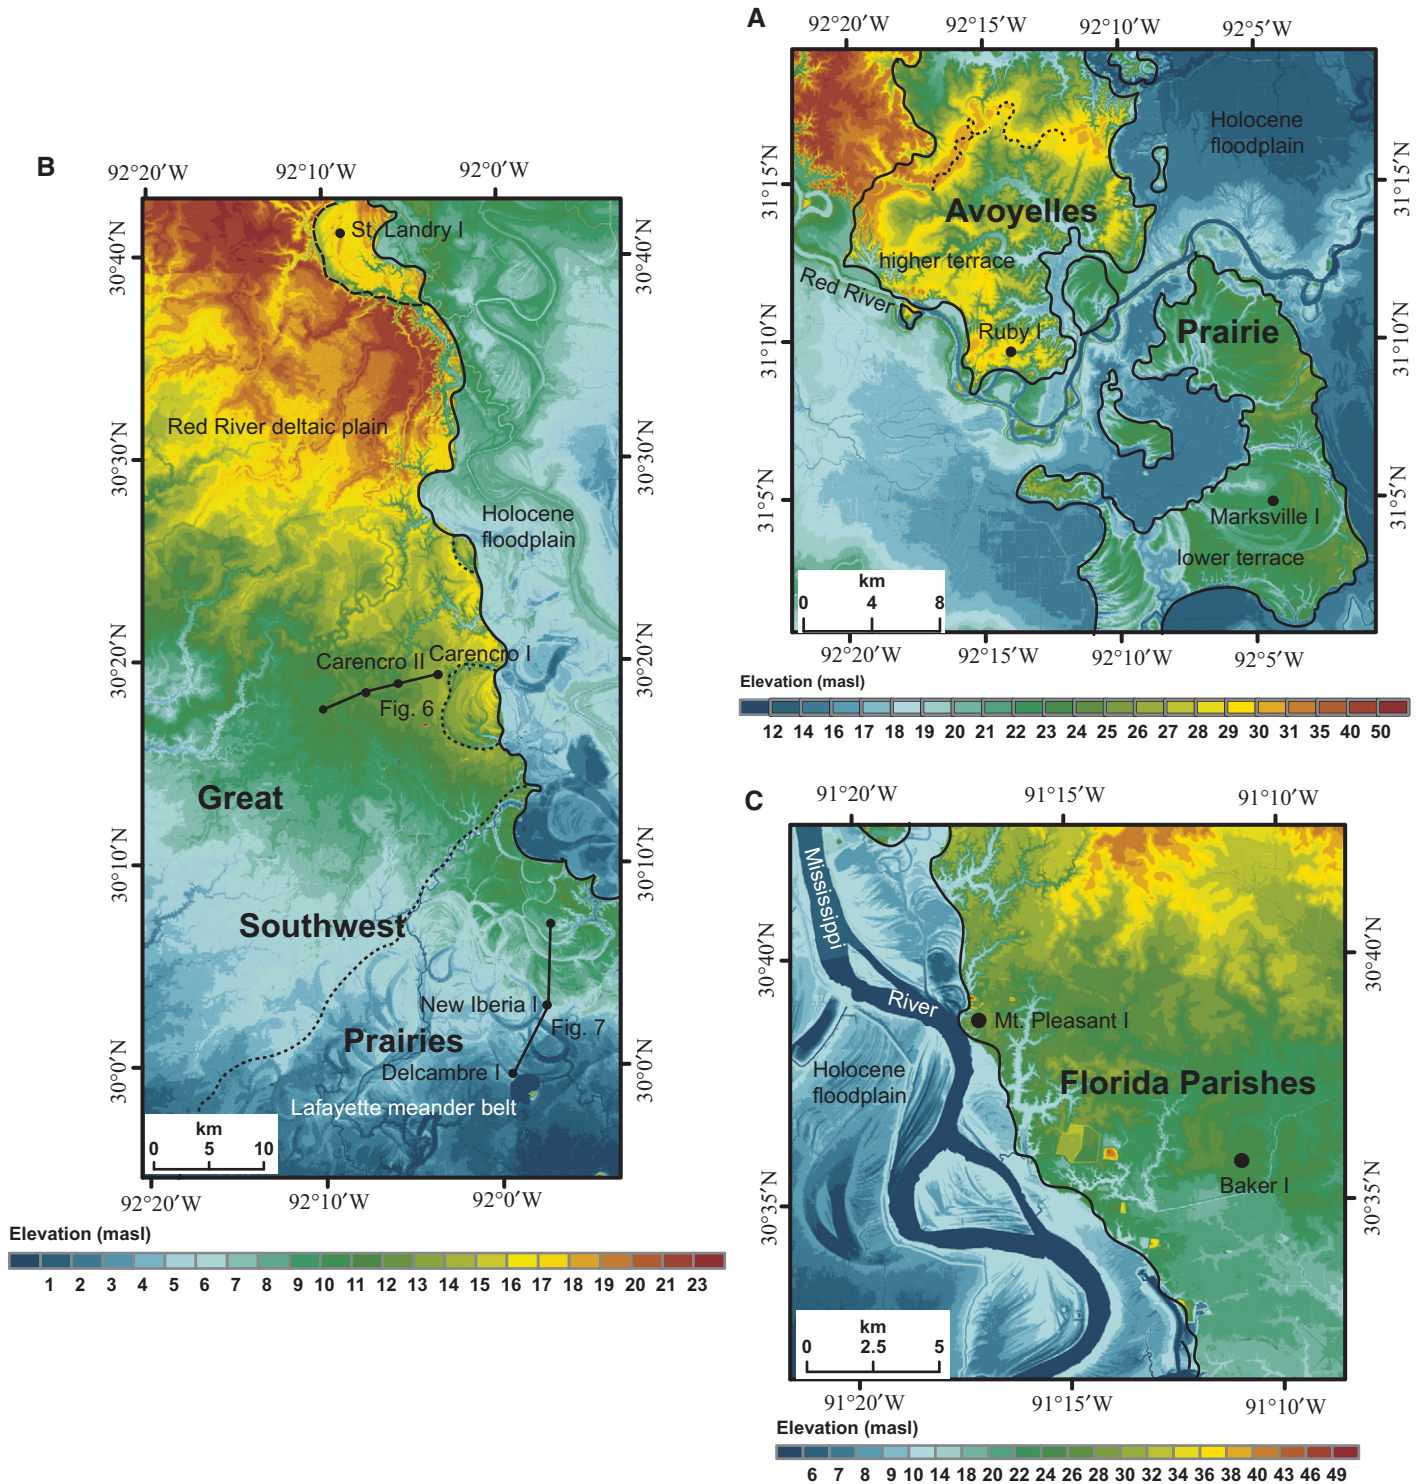 A
92°20′W 92°15′W 92°10′W 92°5′W
31°15′N
31°10′N
31°5′N
31°15′N
31°10′N
31°5′N
Holocene
floodplain
Avoyelles
higher terrace
Red River
Ruby I
Prairie
Marksville I
lower terrace
km
0 4 8
92°20′W 92°15′W 92°10′W 92°5′W
Elevation (masl)
12 14 16 17 18 19 20 21 22 23 24 25 26 27 28 29 30 31 35 40 50
B
92°20′W 92°10′W 92°0′W
30°40′N
30°30′N
30°20′N
30°10′N
30°0′N
30°40′N
30°30′N
30°20′N
30°10′N
30°0′N
St. Landry I
Red River deltaic plain
Holocene
floodplain
Carencro II Carencro I
Fig. 6
Great
Southwest
New Iberia I
Fig. 7
Prairies
Delcambre I
Lafayette meander belt
km
0 5 10
92°20′W 92°10′W 92°0′W
Elevation (masl)
1 2 3 4 5 6 7 8 9 10 11 12 13 14 15 16 17 18 19 20 21 23
C
91°20′W 91°15′W 91°10′W
30°40′N
30°35′N
30°40′N
30°35′N
Mississippi
River
Mt. Pleasant I
Holocene
floodplain
Florida Parishes
Baker I
km
0 2.5 5
91°20′W 91°15′W 91°10′W
Elevation (masl)
6 7 8 9 10 14 18 20 22 24 26 28 30 32 34 36 38 40 43 46 49